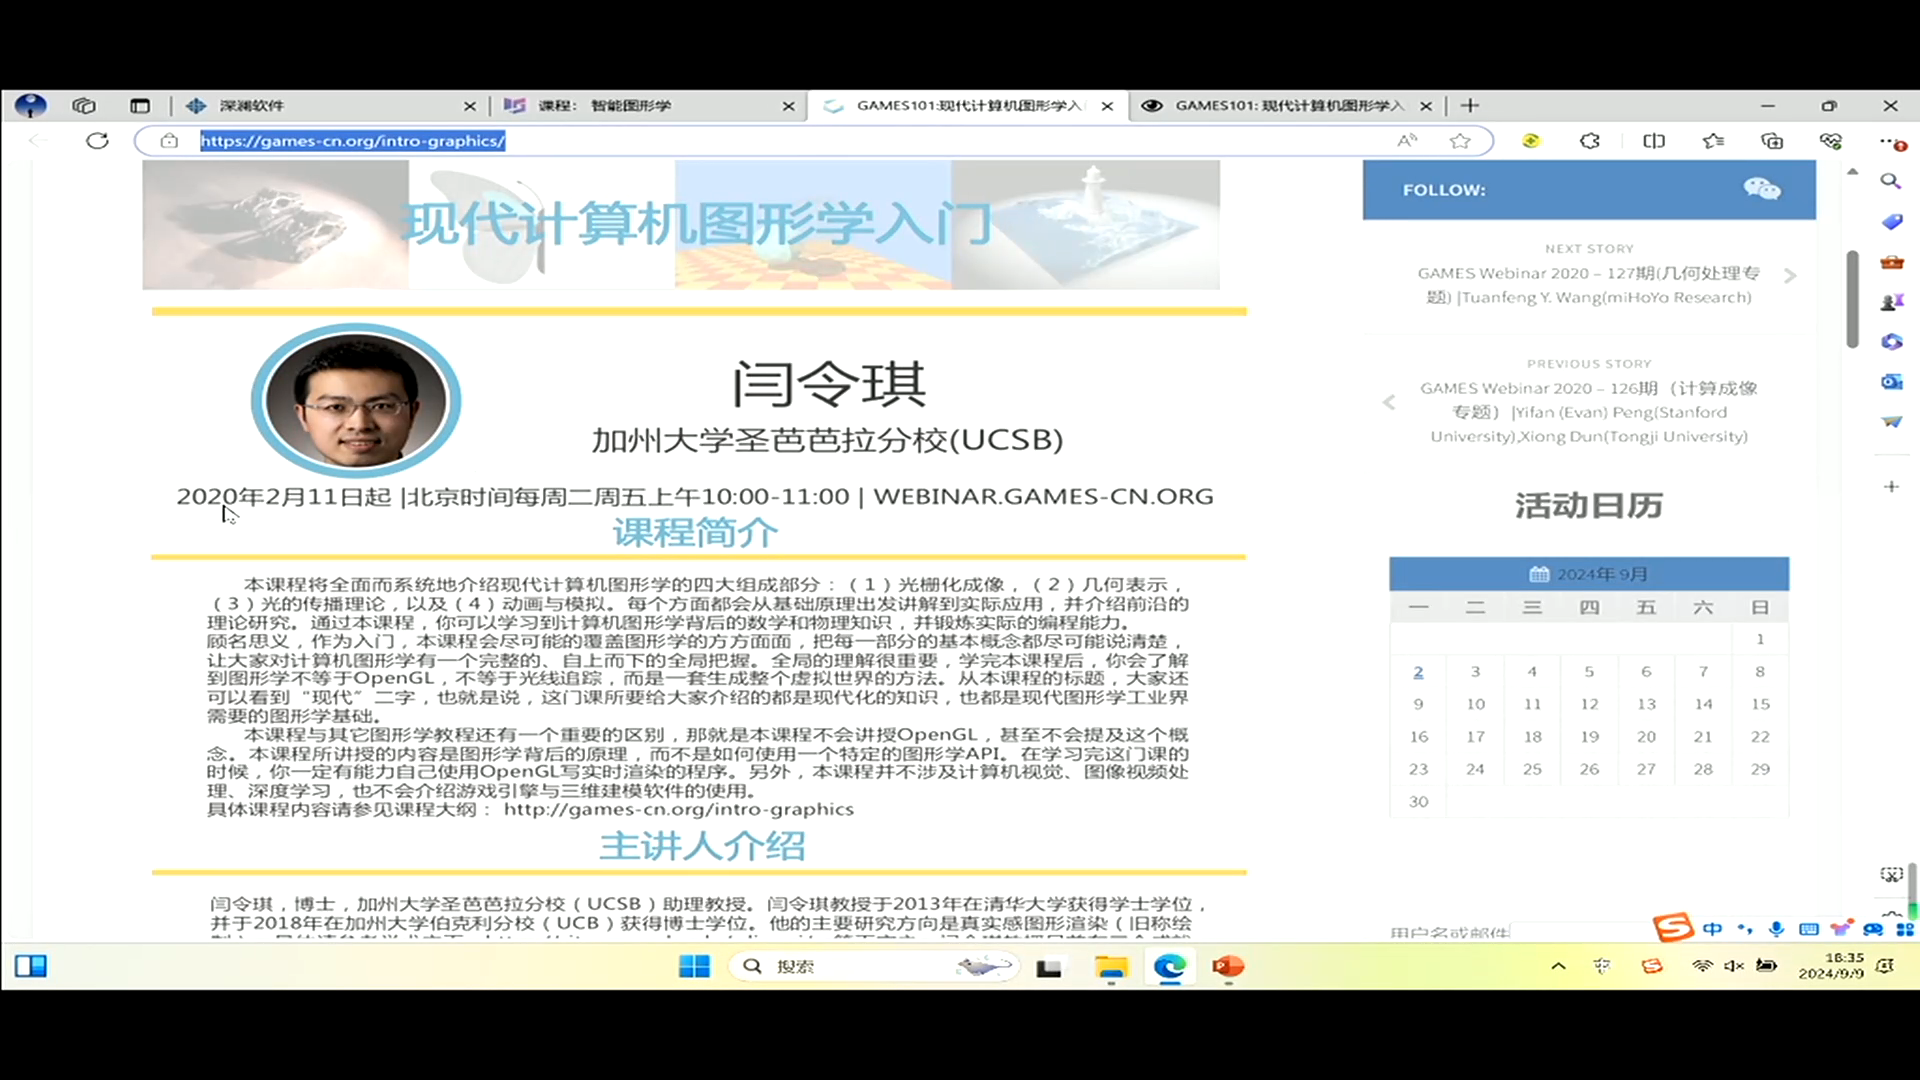 深澜软件
课程： 智能图形学
GAMES101:现代计算机图形学入
GAMES101: 现代计算机图形学入
https://games-cn.org/intro-graphics/
现代计算机图形学入门
闫令琪
加州大学圣芭芭拉分校(UCSB)
2020年2月11日起 |北京时间每周二周五上午10:00-11:00 | WEBINAR.GAMES-CN.ORG
课程简介
本课程将全面而系统地介绍现代计算机图形学的四大组成部分：（1）光栅化成像，（2）几何表示，
（3）光的传播理论，以及（4）动画与模拟。每个方面都会从基础原理出发讲解到实际应用，并介绍前沿的
理论研究。通过本课程，你可以学习到计算机图形学背后的数学和物理知识，并锻炼实际的编程能力。
顾名思义，作为入门，本课程会尽可能的覆盖图形学的方方面面，把每一部分的基本概念都尽可能说清楚，
让大家对计算机图形学有一个完整的、自上而下的全局把握。全局的理解很重要，学完本课程后，你会了解
到图形学不等于OpenGL，不等于光线追踪，而是一套生成整个虚拟世界的方法。从本课程的标题，大家还
可以看到“现代”二字，也就是说，这门课所要给大家介绍的都是现代化的知识，也都是现代图形学工业界
需要的图形学基础。
本课程与其它图形学教程还有一个重要的区别，那就是本课程不会讲授OpenGL，甚至不会提及这个概
念。本课程所讲授的内容是图形学背后的原理，而不是如何使用一个特定的图形学API。在学习完这门课的
时候，你一定有能力自己使用OpenGL写实时渲染的程序。另外，本课程并不涉及计算机视觉、图像视频处
理、深度学习，也不会介绍游戏引擎与三维建模软件的使用。
具体课程内容请参见课程大纲： http://games-cn.org/intro-graphics
主讲人介绍
闫令琪，博士，加州大学圣芭芭拉分校（UCSB）助理教授。闫令琪教授于2013年在清华大学获得学士学位，
并于2018年在加州大学伯克利分校（UCB）获得博士学位。他的主要研究方向是真实感图形渲染（旧称绘
FOLLOW:
NEXT STORY
GAMES Webinar 2020 – 127期(几何处理专
题) |Tuanfeng Y. Wang(miHoYo Research)
PREVIOUS STORY
GAMES Webinar 2020 – 126期（计算成像
专题）|Yifan (Evan) Peng(Stanford
University),Xiong Dun(Tongji University)
活动日历
2024年 9月
一 二 三 四 五 六 日
1
2 3 4 5 6 7 8
9 10 11 12 13 14 15
16 17 18 19 20 21 22
23 24 25 26 27 28 29
30
用户名或邮件
中
搜索
16:35
2024/9/9